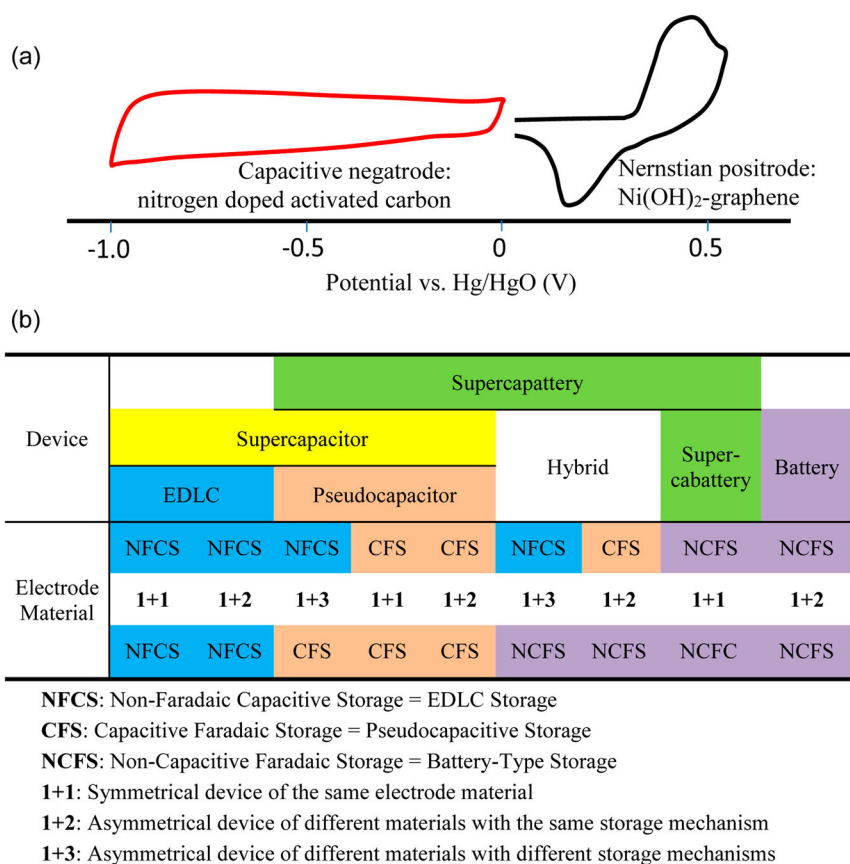 (a)
Capacitive negatrode:
nitrogen doped activated carbon
Nernstian positrode:
Ni(OH)₂-graphene
-1.0 -0.5 0 0.5
Potential vs. Hg/HgO (V)
(b)
Supercapattery
Device
Supercapacitor
Hybrid
Super-
cabattery
Battery
EDLC Pseudocapacitor
NFCS NFCS NFCS CFS CFS NFCS CFS NCFS NCFS
Electrode
Material
1+1 1+2 1+3 1+1 1+2 1+3 1+2 1+1 1+2
NFCS NFCS CFS CFS CFS NCFS NCFS NCFC NCFS
NFCS: Non-Faradaic Capacitive Storage = EDLC Storage
CFS: Capacitive Faradaic Storage = Pseudocapacitive Storage
NCFS: Non-Capacitive Faradaic Storage = Battery-Type Storage
1+1: Symmetrical device of the same electrode material
1+2: Asymmetrical device of different materials with the same storage mechanism
1+3: Asymmetrical device of different materials with different storage mechanisms